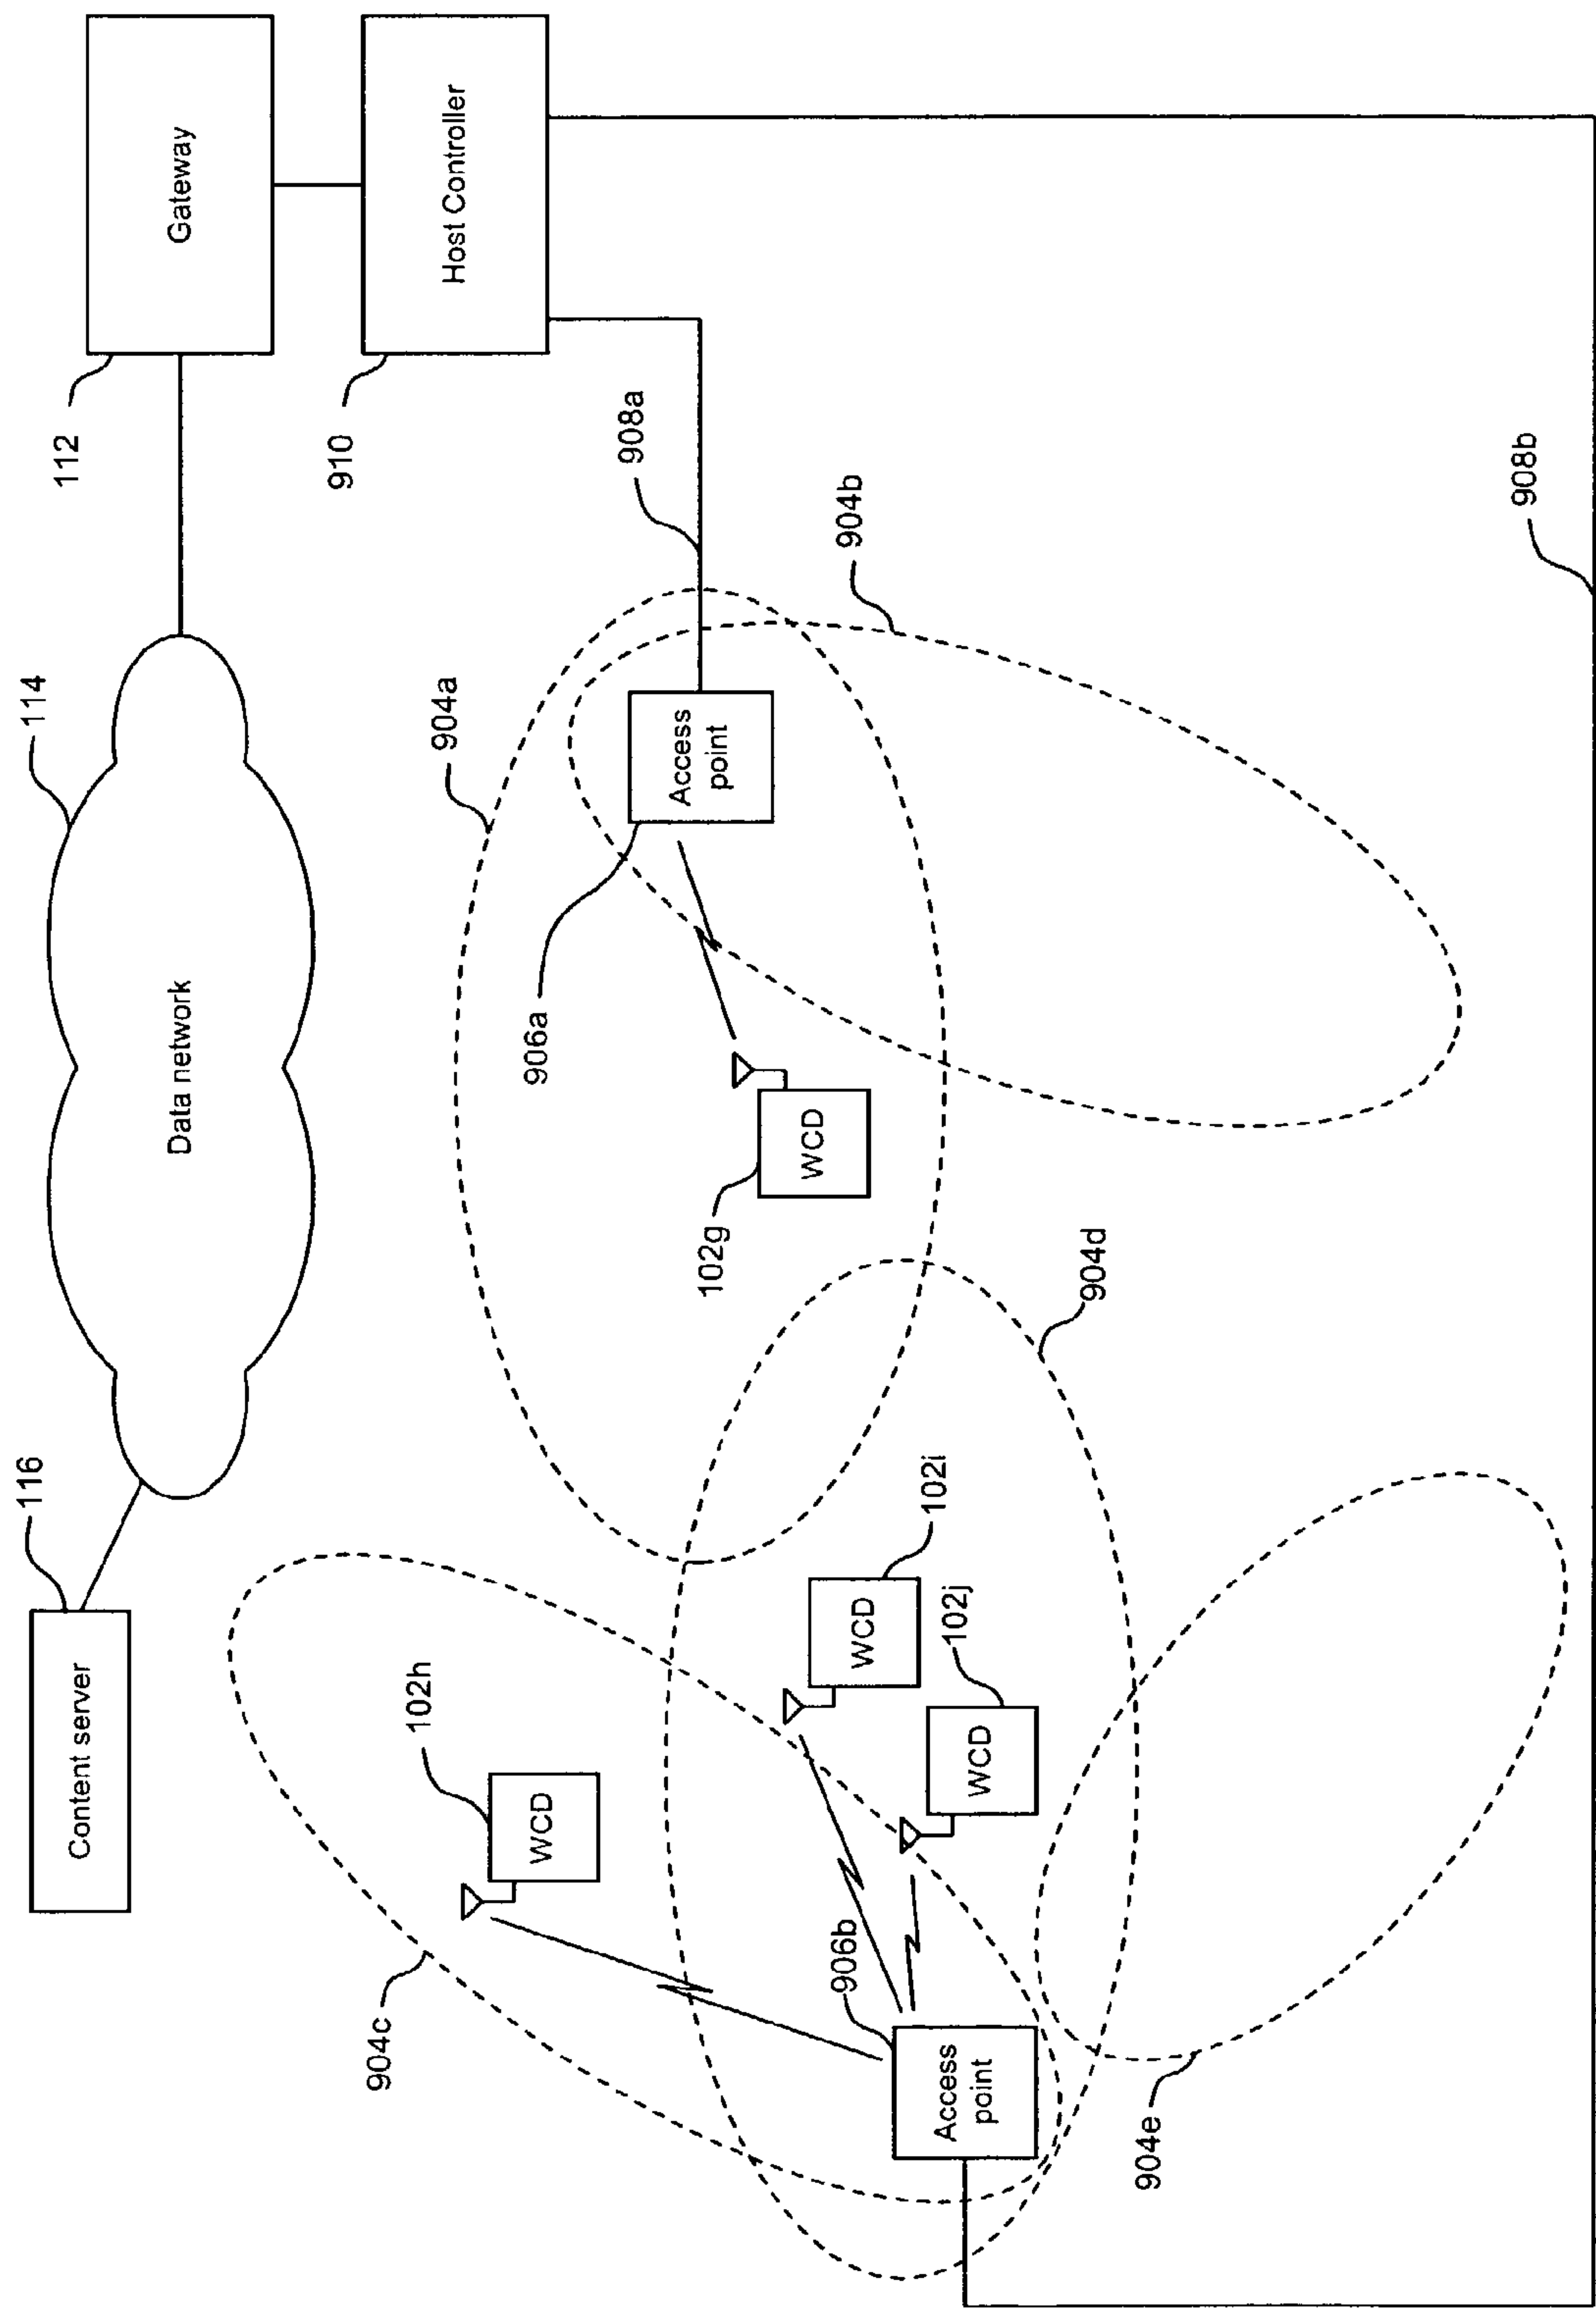 Content server
116
Data network
114
Gateway
112
Host Controller
910
904c
102h
WCD
904a
908a
Access
point
906a
102g
WCD
904b
WCD
102i
WCD
102j
906b
Access
point
904d
904e
908b